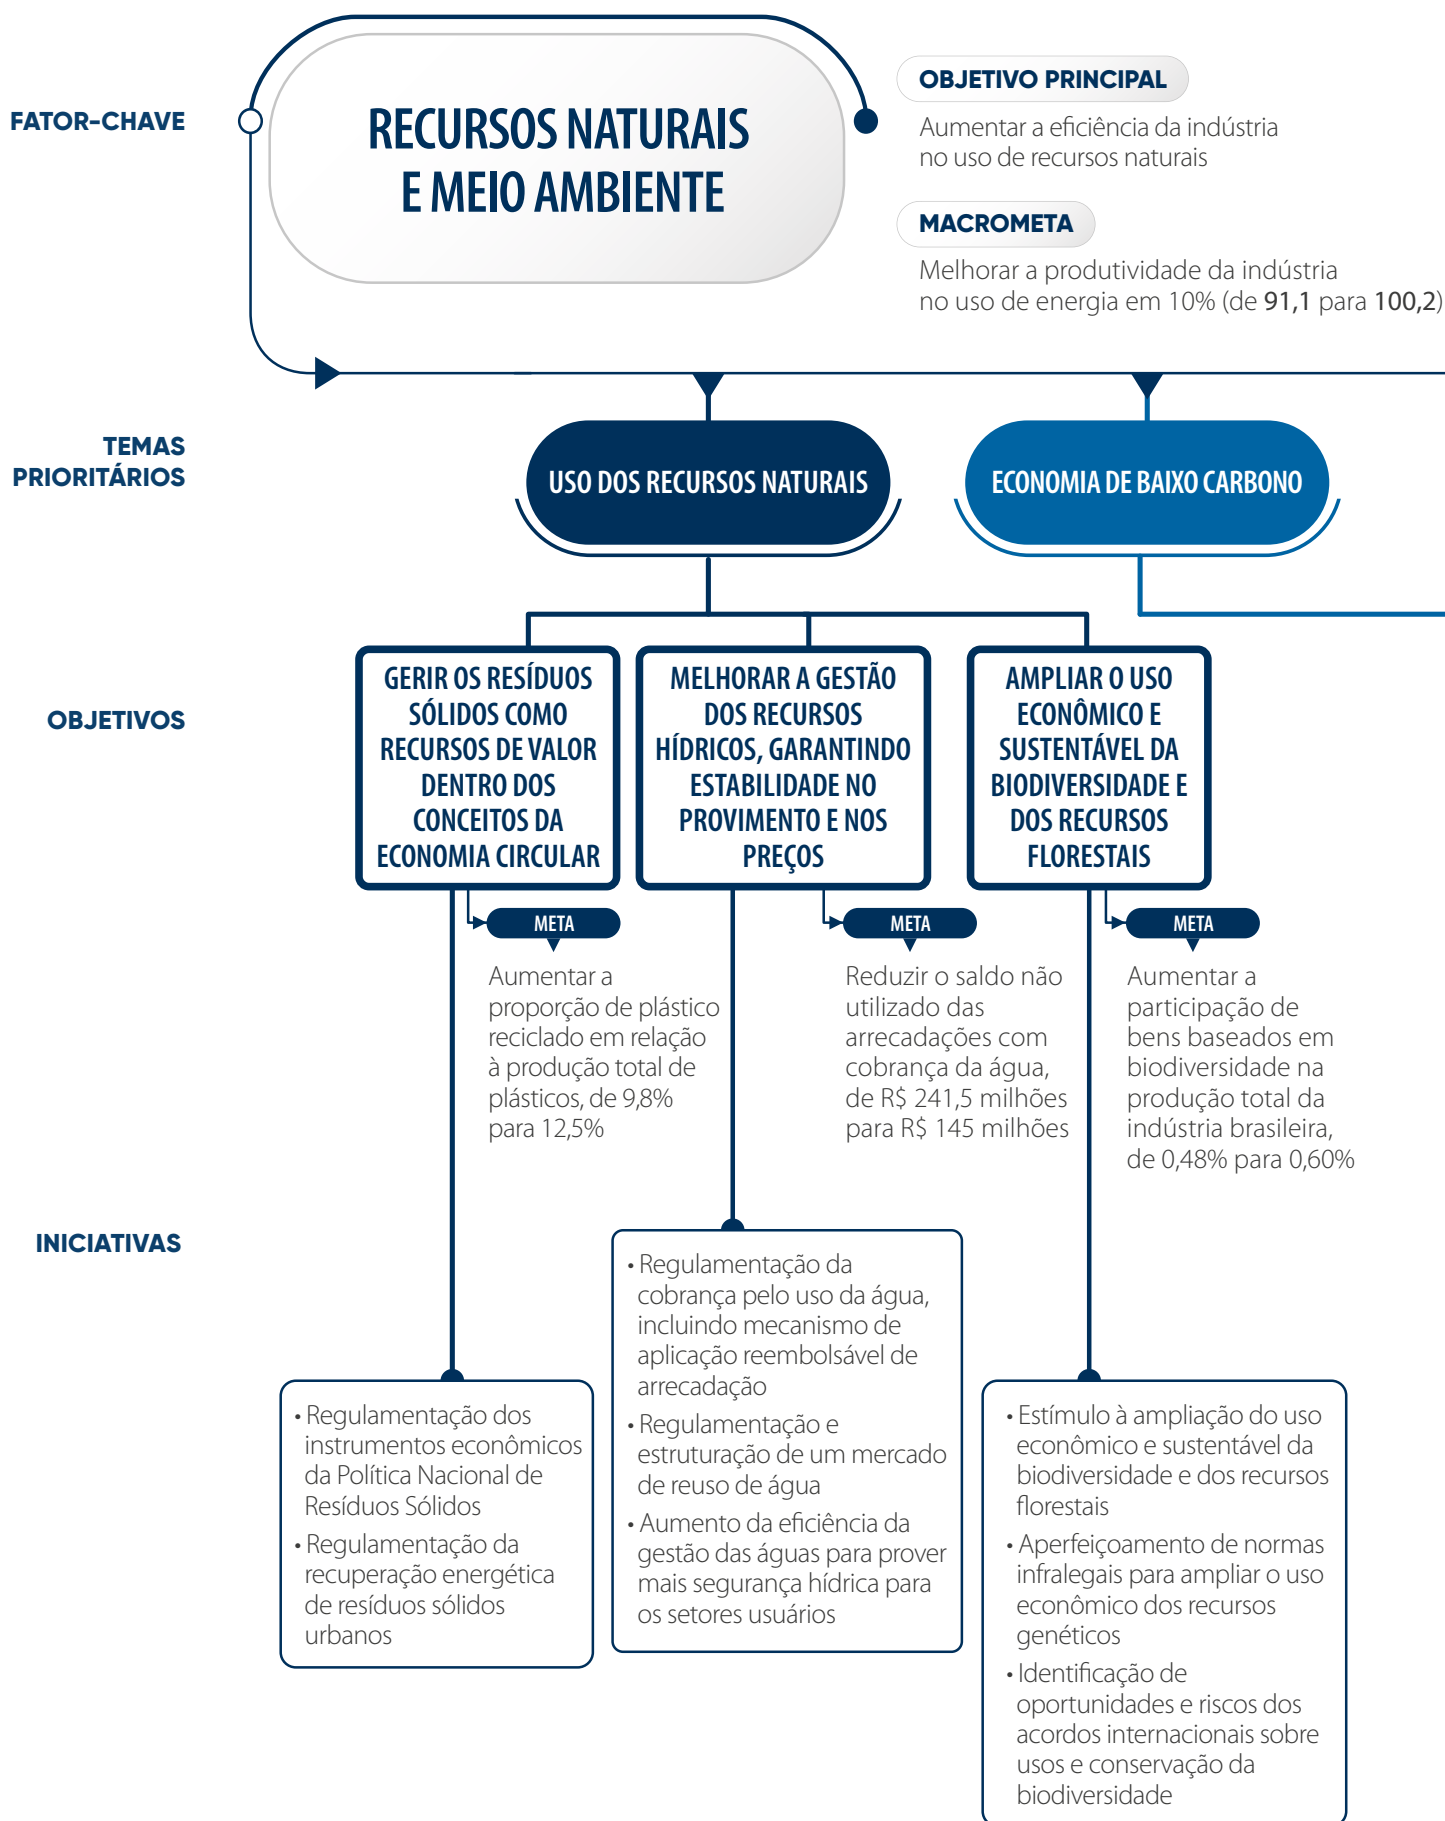 FATOR-CHAVE
RECURSOS NATURAIS
E MEIO AMBIENTE
OBJETIVO PRINCIPAL
Aumentar a eficiência da indústria
no uso de recursos naturais
MACROMETA
Melhorar a produtividade da indústria
no uso de energia em 10% (de 91,1 para 100,2)
TEMAS
PRIORITÁRIOS
USO DOS RECURSOS NATURAIS
ECONOMIA DE BAIXO CARBONO
OBJETIVOS
GERIR OS RESÍDUOS
SÓLIDOS COMO
RECURSOS DE VALOR
DENTRO DOS
CONCEITOS DA
ECONOMIA CIRCULAR
MELHORAR A GESTÃO
DOS RECURSOS
HÍDRICOS, GARANTINDO
ESTABILIDADE NO
PROVIMENTO E NOS
PREÇOS
AMPLIAR O USO
ECONÔMICO E
SUSTENTÁVEL DA
BIODIVERSIDADE E
DOS RECURSOS
FLORESTAIS
META
Aumentar a
proporção de plástico
reciclado em relação
à produção total de
plásticos, de 9,8%
para 12,5%
META
Reduzir o saldo não
utilizado das
arrecadações com
cobrança da água,
de R$ 241,5 milhões
para R$ 145 milhões
META
Aumentar a
participação de
bens baseados em
biodiversidade na
produção total da
indústria brasileira,
de 0,48% para 0,60%
INICIATIVAS
• Regulamentação dos
instrumentos econômicos
da Política Nacional de
Resíduos Sólidos
• Regulamentação da
recuperação energética
de resíduos sólidos
urbanos
• Regulamentação da
cobrança pelo uso da água,
incluindo mecanismo de
aplicação reembolsável de
arrecadação
• Regulamentação e
estruturação de um mercado
de reuso de água
• Aumento da eficiência da
gestão das águas para prover
mais segurança hídrica para
os setores usuários
• Estímulo à ampliação do uso
econômico e sustentável da
biodiversidade e dos recursos
florestais
• Aperfeiçoamento de normas
infralegais para ampliar o uso
econômico dos recursos
genéticos
• Identificação de
oportunidades e riscos dos
acordos internacionais sobre
usos e conservação da
biodiversidade